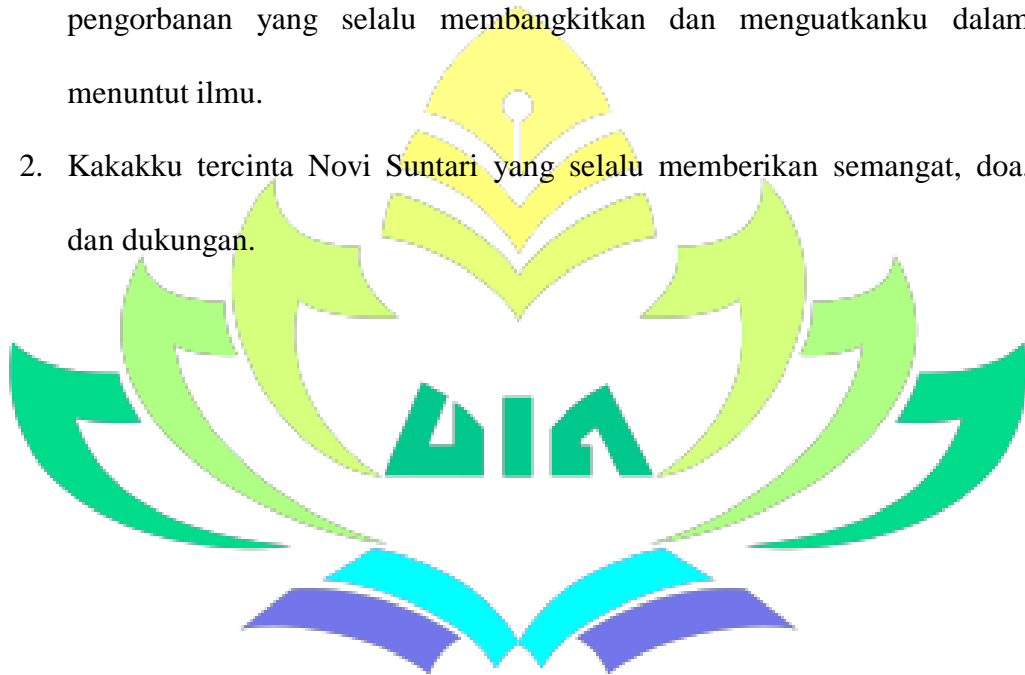 pengorbanan yang selalu membangkitkan dan menguatkanku dalam
menuntut ilmu.
2. Kakakku tercinta Novi Suntari yang selalu memberikan semangat, doa,
dan dukungan.
UIN